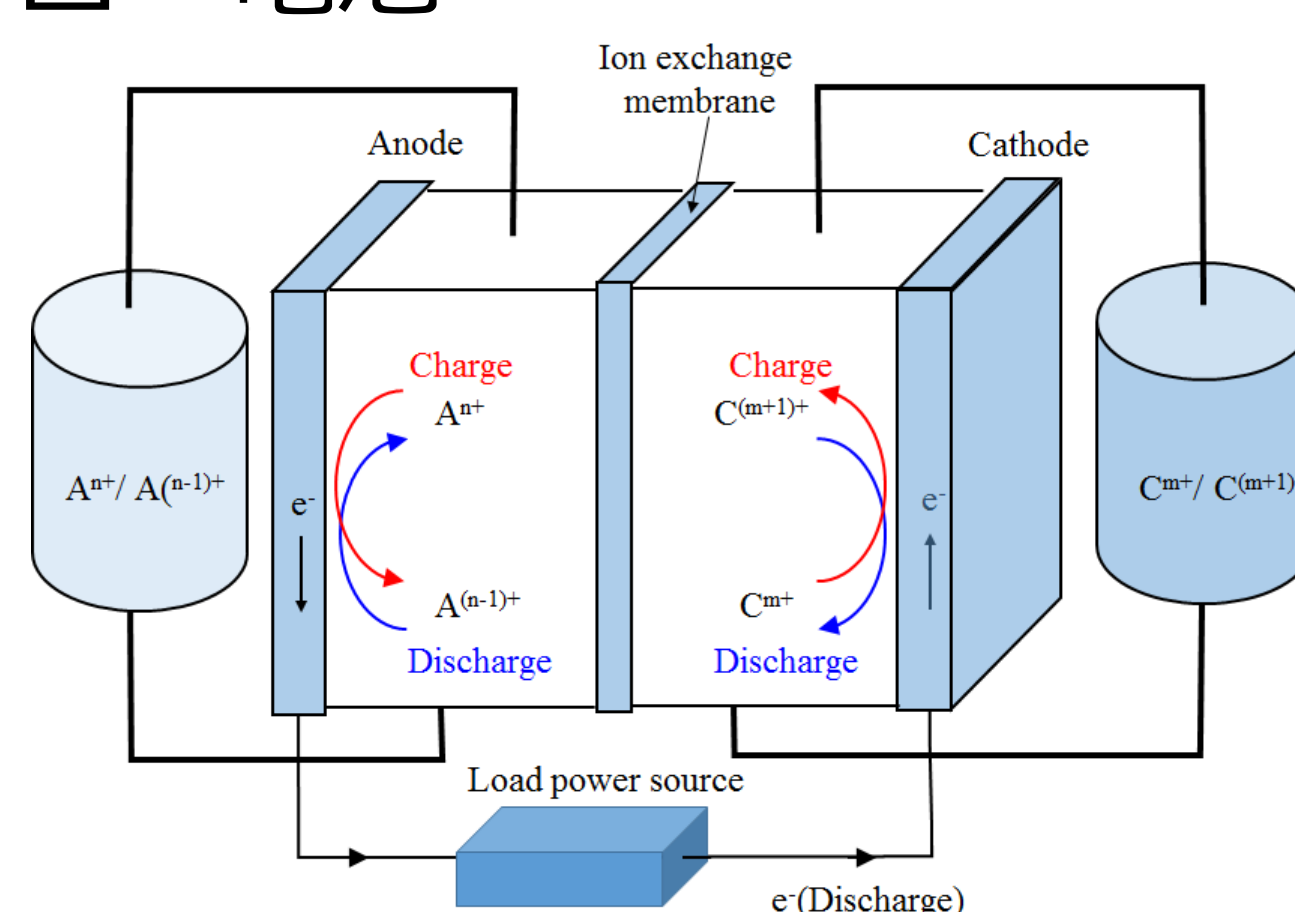 Ion exchange
membrane
Anode
Cathode
Charge
Charge
Aⁿ⁺
C⁽ᵐ⁺¹⁾⁺
Aⁿ⁺/ A(ⁿ⁻¹⁾⁺
e⁻
e⁻
Cᵐ⁺/ C⁽ᵐ⁺¹⁾
A⁽ⁿ⁻¹⁾⁺
Cᵐ⁺
Discharge
Discharge
Load power source
e⁻(Discharge)